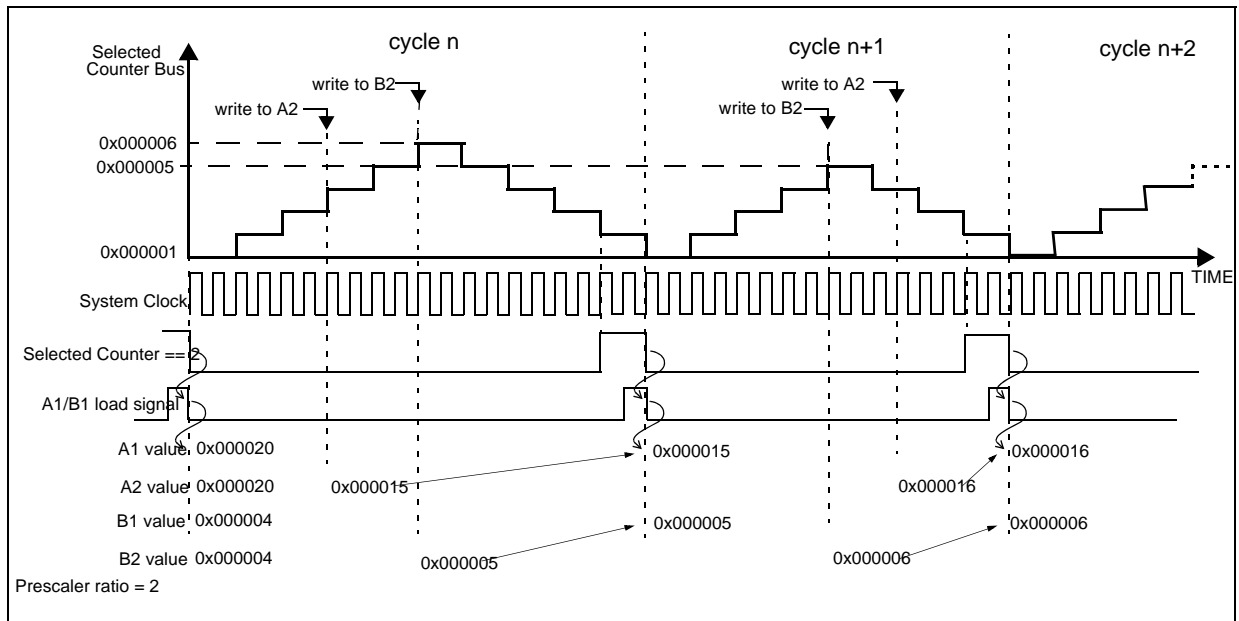 cycle n
cycle n+1
cycle n+2
Selected
Counter Bus
write to B2
write to A2
write to A2
write to B2
0x000006
0x000005
0x000001
TIME
System Clock
Selected Counter == 2
A1/B1 load signal
A1 value 0x000020 0x000015 0x000016
A2 value 0x000020 0x000015 0x000016
B1 value 0x000004 0x000005 0x000006
B2 value 0x000004 0x000005 0x000006
Prescaler ratio = 2